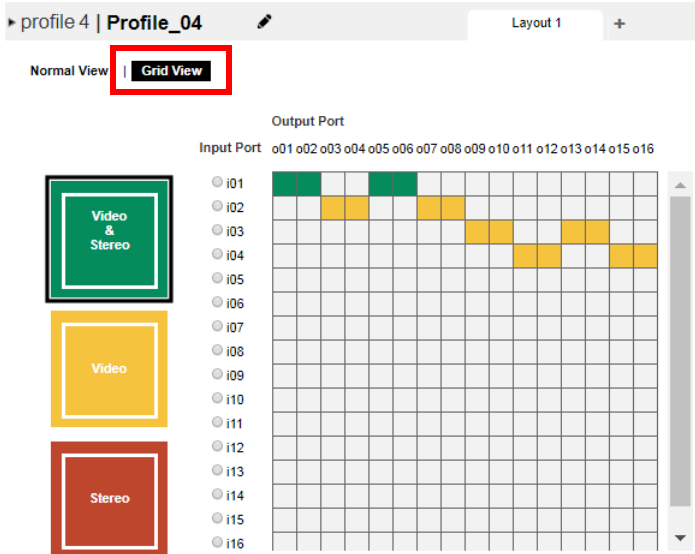 profile 4 | Profile_04
Layout 1 +
Normal View | Grid View
Output Port
Input Port o01 o02 o03 o04 o05 o06 o07 o08 o09 o10 o11 o12 o13 o14 o15 o16
i01
i02
i03
i04
i05
i06
i07
i08
i09
i10
i11
i12
i13
i14
i15
i16
Video
&
Stereo
Video
Stereo